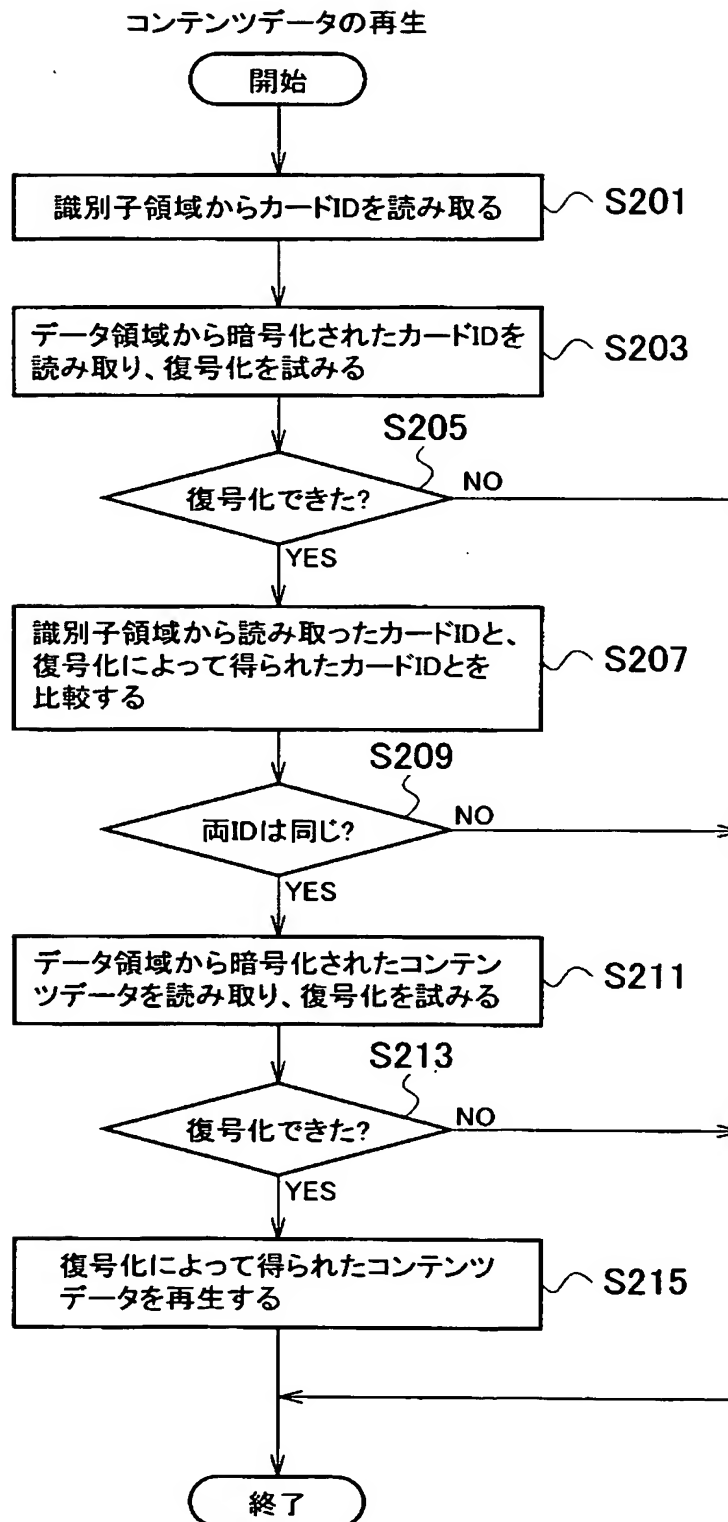 コンテンツデータの再生
開始
識別子領域からカードIDを読み取る
S201
データ領域から暗号化されたカードIDを
読み取り、復号化を試みる
S203
S205
復号化できた?
NO
YES
識別子領域から読み取ったカードIDと、
復号化によって得られたカードIDとを
比較する
S207
S209
両IDは同じ?
NO
YES
データ領域から暗号化されたコンテン
ツデータを読み取り、復号化を試みる
S211
S213
復号化できた?
NO
YES
復号化によって得られたコンテンツ
データを再生する
S215
終了